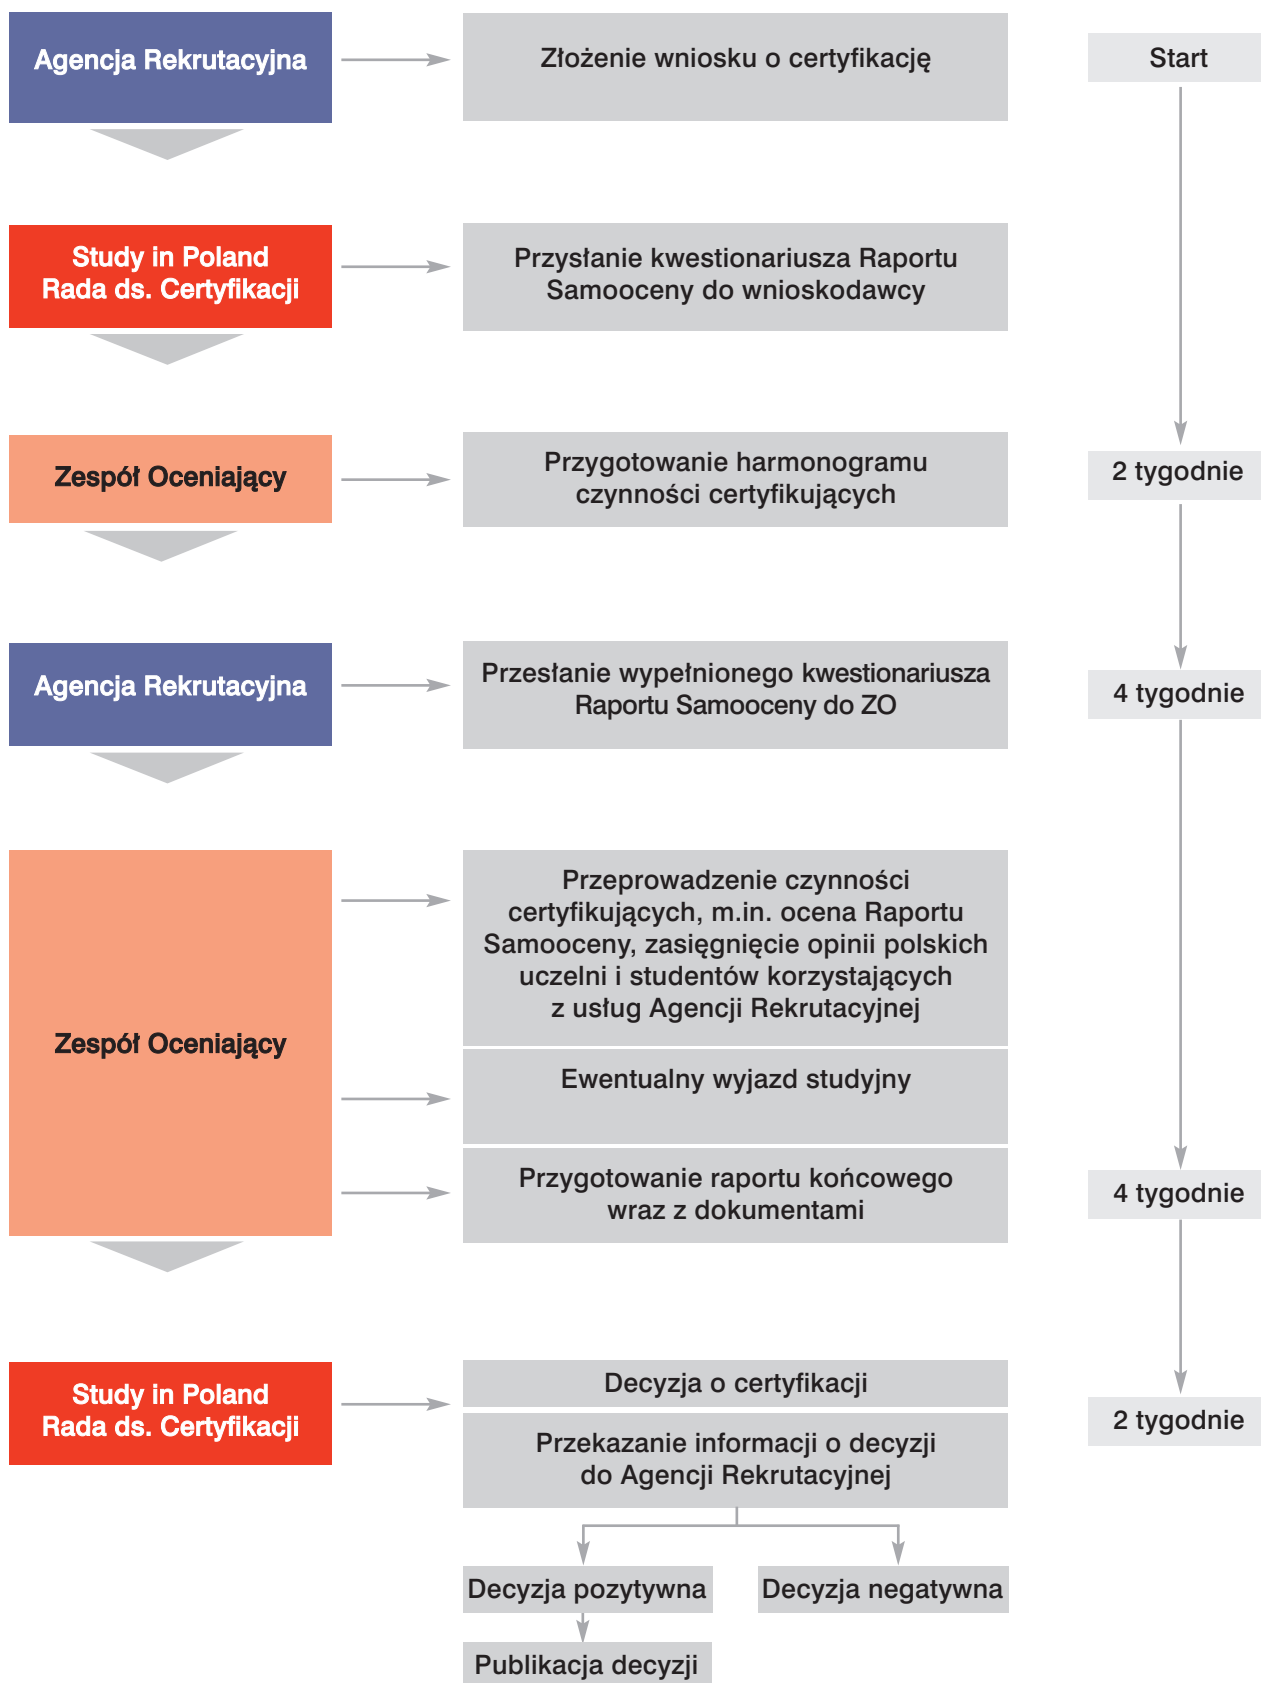 Agencja Rekrutacyjna
Złożenie wniosku o certyfikację
Start
Study in Poland
Rada ds. Certyfikacji
Przysłanie kwestionariusza Raportu
Samooceny do wnioskodawcy
Zespół Oceniający
Przygotowanie harmonogramu
czynności certyfikujących
2 tygodnie
Agencja Rekrutacyjna
Przesłanie wypełnionego kwestionariusza
Raportu Samooceny do ZO
4 tygodnie
Zespół Oceniający
Przeprowadzenie czynności
certyfikujących, m.in. ocena Raportu
Samooceny, zasięgnięcie opinii polskich
uczelni i studentów korzystających
z usług Agencji Rekrutacyjnej
Ewentualny wyjazd studyjny
Przygotowanie raportu końcowego
wraz z dokumentami
4 tygodnie
Study in Poland
Rada ds. Certyfikacji
Decyzja o certyfikacji
Przekazanie informacji o decyzji
do Agencji Rekrutacyjnej
2 tygodnie
Decyzja pozytywna
Decyzja negatywna
Publikacja decyzji